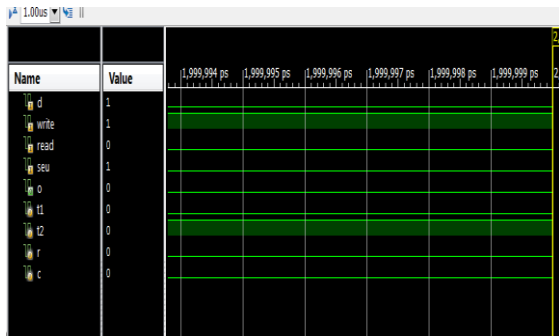 1.00us
2,
Name Value 1,999,994 ps 1,999,995 ps 1,999,996 ps 1,999,997 ps 1,999,998 ps 1,999,999 ps 2
d 1
write 1
read 0
seu 1
o 0
t1 0
t2 0
r 0
c 0